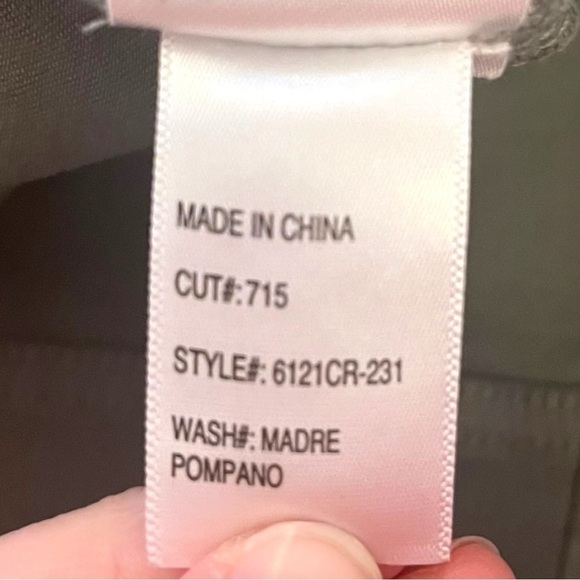 MADE IN CHINA
CUT#:715
STYLE#: 6121CR-231
WASH#: MADRE
POMPANO